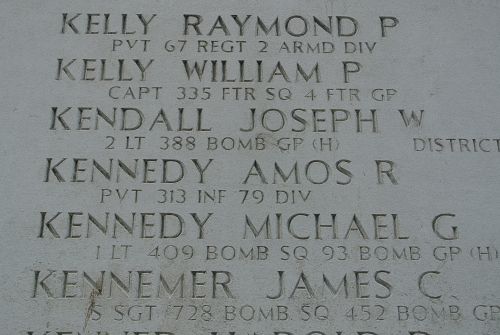 KELLY RAYMOND P
PVT 67 REGT 2 ARMD DIV
KELLY WILLIAM P
CAPT 335 FTR SQ 4 FTR GP
KENDALL JOSEPH W
2 LT 388 BOMB GP (H) DISTRICT
KENNEDY AMOS R
PVT 313 INF 79 DIV
KENNEDY MICHAEL G
1 LT 409 BOMB SQ 93 BOMB GP (H)
KENNEMER JAMES C
S SGT 728 BOMB SQ 452 BOMB GP